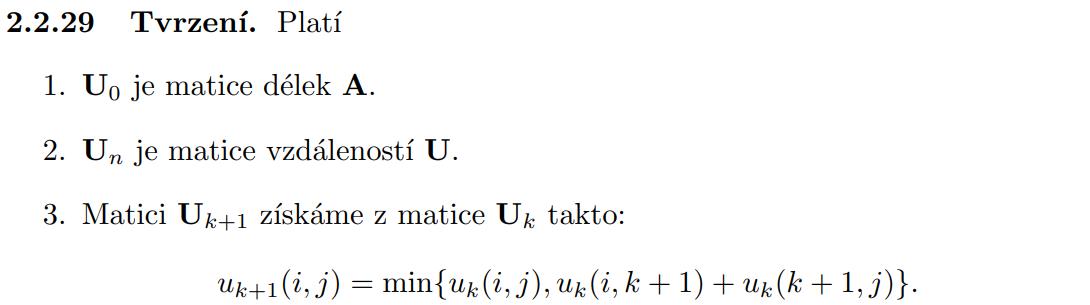 2.2.29 Tvrzení. Platí
1. U₀ je matice délek A.
2. Uₙ je matice vzdáleností U.
3. Matici Uₖ₊₁ získáme z matice Uₖ takto:
uₖ₊₁(i, j) = min{uₖ(i, j), uₖ(i, k + 1) + uₖ(k + 1, j)}.